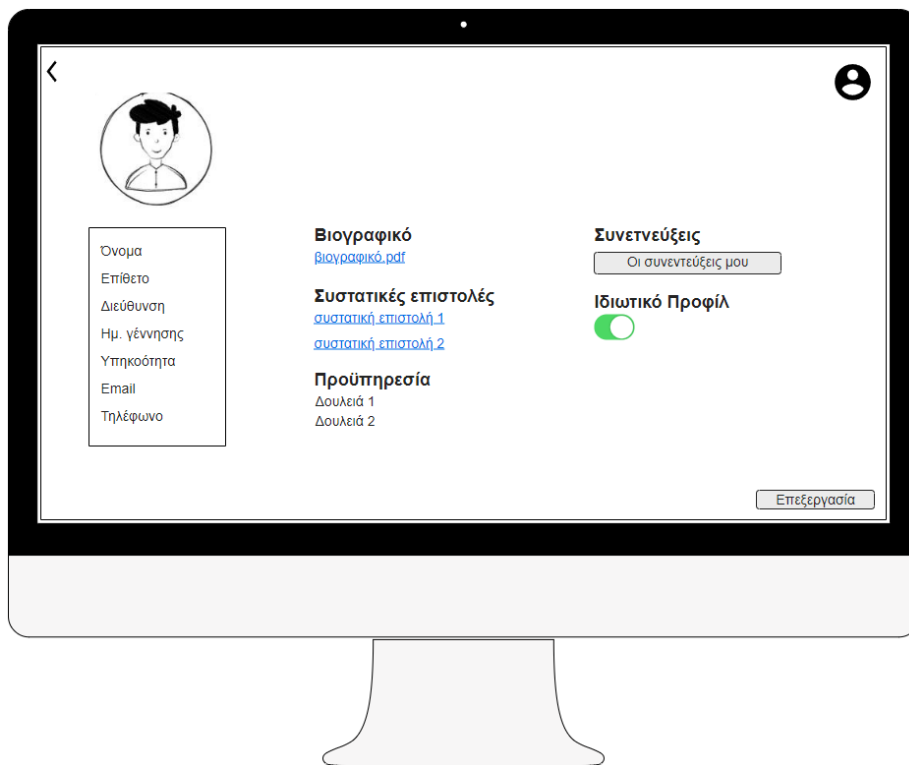 Όνομα
Επίθετο
Διεύθυνση
Ημ. γέννησης
Υπηκοότητα
Email
Τηλέφωνο
Βιογραφικό
βιογραφικό.pdf
Συστατικές επιστολές
συστατική επιστολή 1
συστατική επιστολή 2
Προϋπηρεσία
Δουλειά 1
Δουλειά 2
Συνετνεύξεις
Οι συνεντεύξεις μου
Ιδιωτικό Προφίλ
Επεξεργασία